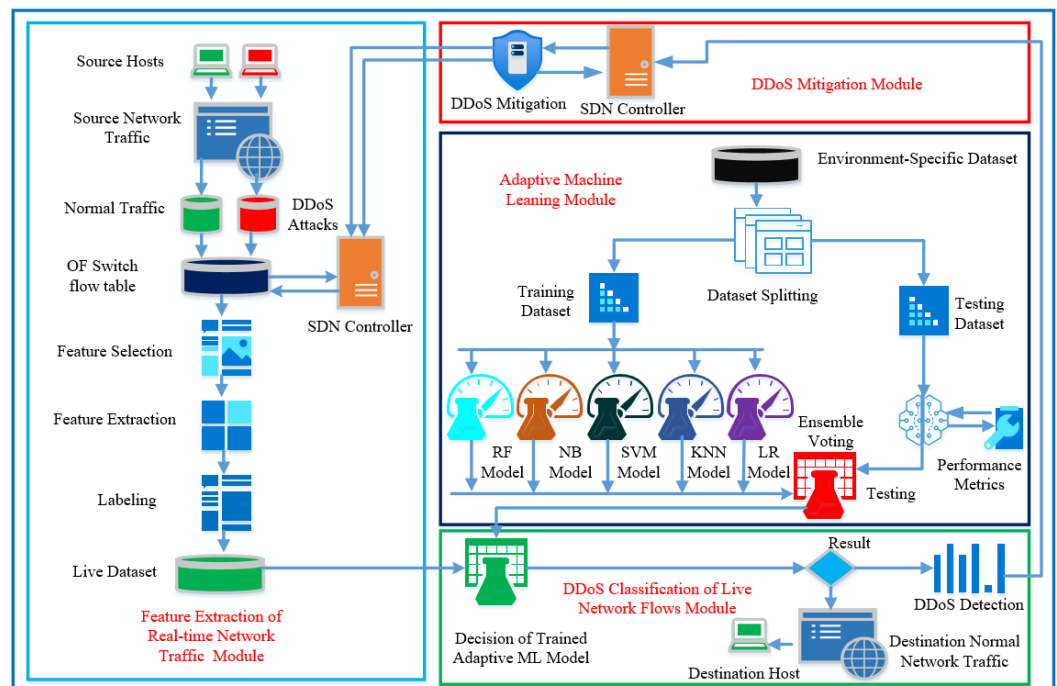 Source Hosts
Source Network
Traffic
Normal Traffic
DDoS
Attacks
OF Switch
flow table
SDN Controller
Feature Selection
Feature Extraction
Labeling
Live Dataset
Feature Extraction of
Real-time Network
Traffic Module
DDoS Mitigation
SDN Controller
DDoS Mitigation Module
Environment-Specific Dataset
Adaptive Machine
Leaning Module
Dataset Splitting
Training
Dataset
Testing
Dataset
RF
Model
NB
Model
SVM
Model
KNN
Model
LR
Model
Ensemble
Voting
Testing
Performance
Metrics
Result
DDoS Classification of Live
Network Flows Module
DDoS Detection
Decision of Trained
Adaptive ML Model
Destination Host
Destination Normal
Network Traffic